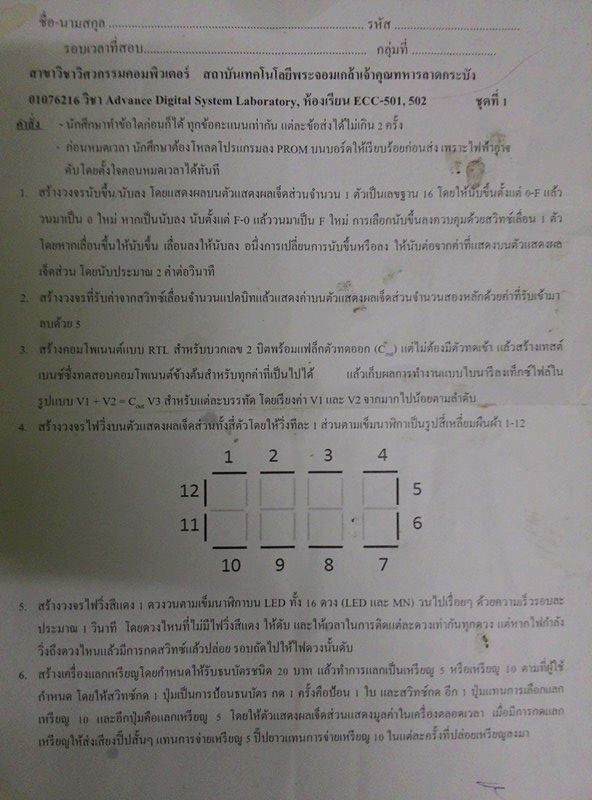 ชื่อ-นามสกุล .................................................................... รหัส ..................................
รอบเวลาที่สอบ..................................................... กลุ่มที่ ......................
สาขาวิชาวิศวกรรมคอมพิวเตอร์ สถาบันเทคโนโลยีพระจอมเกล้าเจ้าคุณทหารลาดกระบัง
01076216 วิชา Advance Digital System Laboratory, ห้องเรียน ECC-501, 502 ชุดที่ 1
คำสั่ง - นักศึกษาทำข้อใดก่อนก็ได้ ทุกข้อคะแนนเท่ากัน แต่ละข้อส่งได้ไม่เกิน 2 ครั้ง
- ก่อนหมดเวลา นักศึกษาต้องโหลดโปรแกรมลง PROM บนบอร์ดให้เรียบร้อยก่อนส่ง เพราะไฟฟ้าอาจ
ดับโดยตั้งใจตอนหมดเวลาได้ทันที
1. สร้างวงจรนับขึ้น/นับลง โดยแสดงผลบนตัวแสดงผลเจ็ดส่วนจำนวน 1 ตัวเป็นเลขฐาน 16 โดยให้นับขึ้นตั้งแต่ 0-F แล้ว
วนมาเป็น 0 ใหม่ หากเป็นนับลง นับตั้งแต่ F-0 แล้ววนมาเป็น F ใหม่ การเลือกนับขึ้นลงควบคุมด้วยสวิทช์เลื่อน 1 ตัว
โดยหากเลื่อนขึ้นให้นับขึ้น เลื่อนลงให้นับลง อนึ่งการเปลี่ยนการนับขึ้นหรือลง ให้นับต่อจากค่าที่แสดงบนตัวแสดงผล
เจ็ดส่วน โดยนับประมาณ 2 ค่าต่อวินาที
2. สร้างวงจรที่รับค่าจากสวิทช์เลื่อนจำนวนแปดบิตแล้วแสดงค่าบนตัวแสดงผลเจ็ดส่วนจำนวนสองหลักด้วยค่าที่รับเข้ามา
ลบด้วย 5
3. สร้างคอมโพเนนต์แบบ RTL สำหรับบวกเลข 2 บิตพร้อมแฟล็กตัวทดออก (Cout) แต่ไม่ต้องมีตัวทดเข้า แล้วสร้างเทสต์
เบนช์ซึ่งทดสอบคอมโพเนนต์ข้างต้นสำหรับทุกค่าที่เป็นไปได้ แล้วเก็บผลการทำงานแบบไบนารีลงเท็กซ์ไฟล์ใน
รูปแบบ V1 + V2 = Cout V3 สำหรับแต่ละบรรทัด โดยเรียงค่า V1 และ V2 จากมากไปน้อยตามลำดับ
4. สร้างวงจรไฟวิ่งบนตัวแสดงผลเจ็ดส่วนทั้งสี่ตัวโดยให้วิ่งทีละ 1 ส่วนตามเข็มนาฬิกาเป็นรูปสี่เหลี่ยมผืนผ้า 1-12
1 2 3 4
12 5
11 6
10 9 8 7
5. สร้างวงจรไฟวิ่งสีแดง 1 ดวงวนตามเข็มนาฬิกาบน LED ทั้ง 16 ดวง (LED และ MN) วนไปเรื่อยๆ ด้วยความเร็วรอบละ
ประมาณ 1 วินาที โดยดวงไหนที่ไม่มีไฟวิ่งสีแดง ให้ดับ และให้เวลาในการติดแต่ละดวงเท่ากันทุกดวง แต่หากไฟกำลัง
วิ่งถึงดวงไหนแล้วมีการกดสวิทช์แล้วปล่อย รอบถัดไปให้ไฟดวงนั้นดับ
6. สร้างเครื่องแลกเหรียญโดยกำหนดให้รับธนบัตรชนิด 20 บาท แล้วทำการแลกเป็นเหรียญ 5 หรือเหรียญ 10 ตามที่ผู้ใช้
กำหนด โดยให้สวิทช์กด 1 ปุ่มเป็นการป้อนธนบัตร กด 1 ครั้งคือป้อน 1 ใบ และสวิทช์กด อีก 1 ปุ่มแทนการเลือกแลก
เหรียญ 10 และอีกปุ่มคือแลกเหรียญ 5 โดยให้ตัวแสดงผลเจ็ดส่วนแสดงมูลค่าในเครื่องตลอดเวลา เมื่อมีการกดแลก
เหรียญให้ส่งเสียงปี๊ปสั้นๆ แทนการจ่ายเหรียญ 5 ปี๊ปยาวแทนการจ่ายเหรียญ 10 ในแต่ละครั้งที่ปล่อยเหรียญลงมา